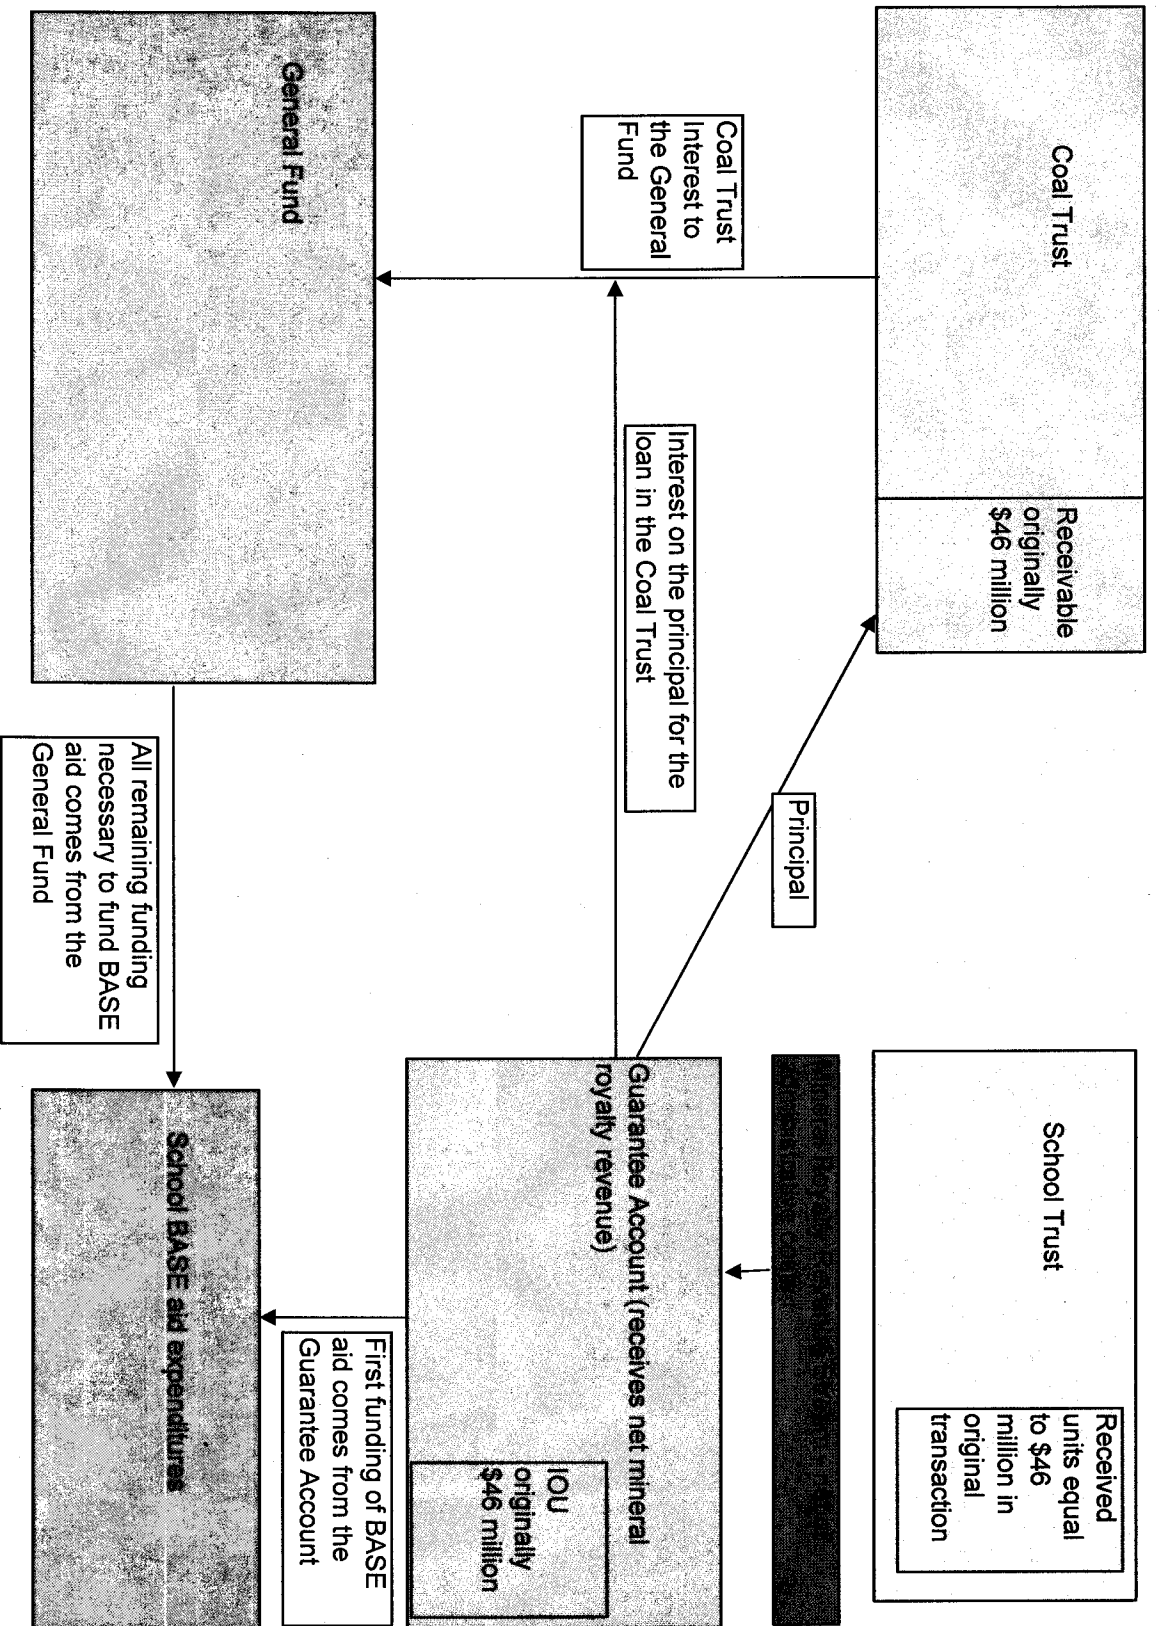 Coal Trust
Receivable
originally
$46 million
School Trust
Received
units equal
to $46
million in
original
transaction
Principal
Mineral Royalty
Coal Trust
Interest to
the General
Fund
Interest on the principal for the
loan in the Coal Trust
Guarantee Account (receives net mineral
royalty revenue)
IOU
originally
$46 million
General Fund
First funding of BASE
aid comes from the
Guarantee Account
School BASE aid expenditures
All remaining funding
necessary to fund BASE
aid comes from the
General Fund